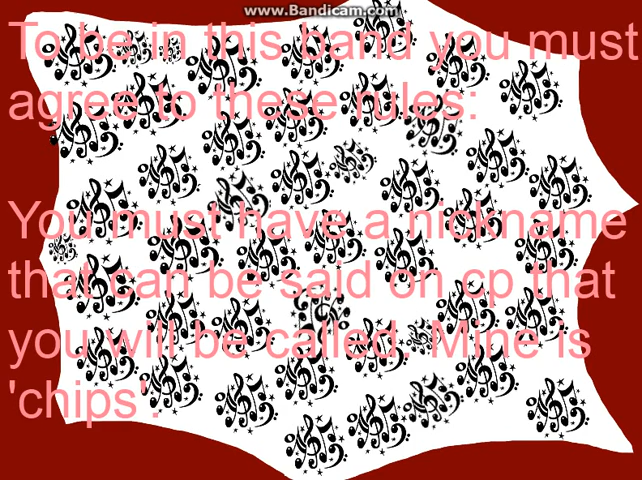 www.Bandicam.com
To be in this band you must
agree to these rules:
You must have a nickname
that can be said on cp that
you will be called. Mine is
'chips'.